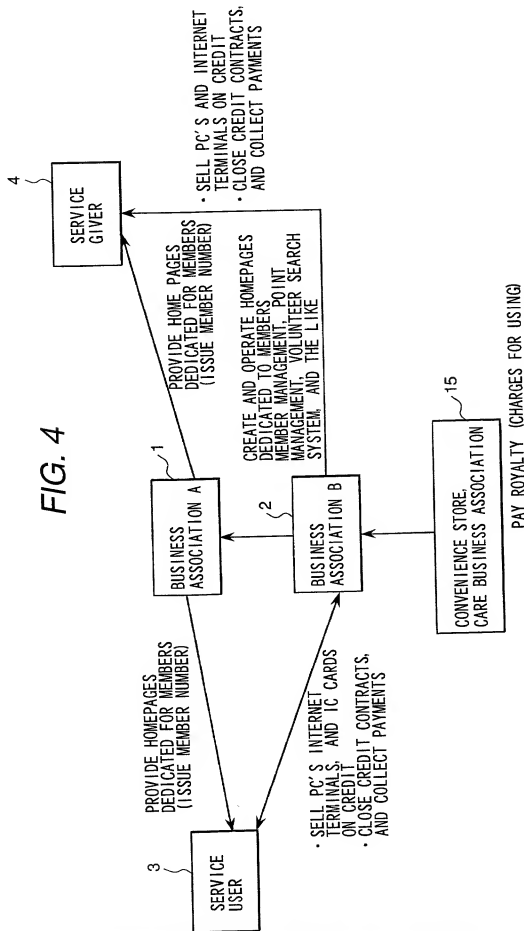 FIG. 4
4
SERVICE
GIVER
· SELL PC'S AND INTERNET
TERMINALS ON CREDIT
· CLOSE CREDIT CONTRACTS,
AND COLLECT PAYMENTS
PROVIDE HOME PAGES
DEDICATED FOR MEMBERS
(ISSUE MEMBER NUMBER)
1
BUSINESS
ASSOCIATION A
CREATE AND OPERATE HOMEPAGES
DEDICATED TO MEMBERS
MEMBER MANAGEMENT, POINT
MANAGEMENT, VOLUNTEER SEARCH
SYSTEM, AND THE LIKE
2
BUSINESS
ASSOCIATION B
15
CONVENIENCE STORE,
CARE BUSINESS ASSOCIATION
PAY ROYALTY (CHARGES FOR USING)
PROVIDE HOMEPAGES
DEDICATED FOR MEMBERS
(ISSUE MEMBER NUMBER)
3
SERVICE
USER
· SELL PC'S INTERNET
TERMINALS, AND IC CARDS
ON CREDIT
· CLOSE CREDIT CONTRACTS,
AND COLLECT PAYMENTS